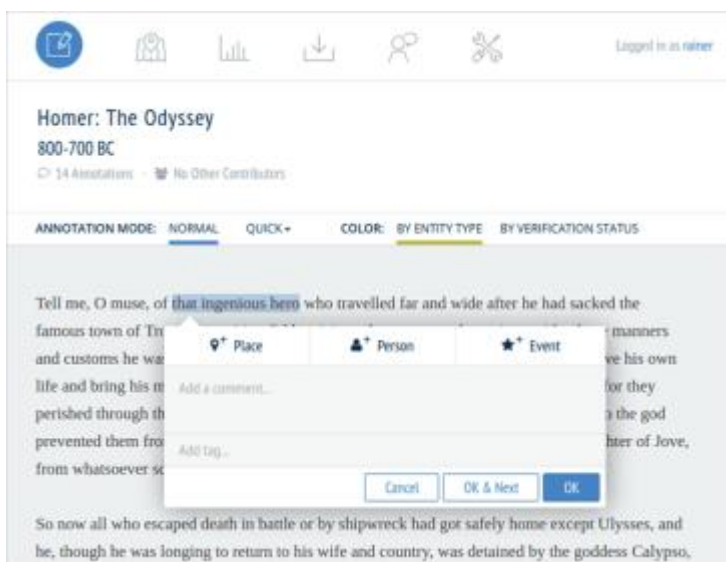 Logged in as rainer
Homer: The Odyssey
800-700 BC
14 Annotations · No Other Contributors
ANNOTATION MODE: NORMAL QUICK COLOR: BY ENTITY TYPE BY VERIFICATION STATUS
Tell me, O muse, of that ingenious hero who travelled far and wide after he had sacked the
famous town of Tr manners
Place Person Event
and customs he was ve his own
Add a comment...
life and bring his m for they
perished through th the god
prevented them fro hter of Jove,
Add tag...
from whatsoever so
Cancel OK & Next OK
So now all who escaped death in battle or by shipwreck had got safely home except Ulysses, and
he, though he was longing to return to his wife and country, was detained by the goddess Calypso,